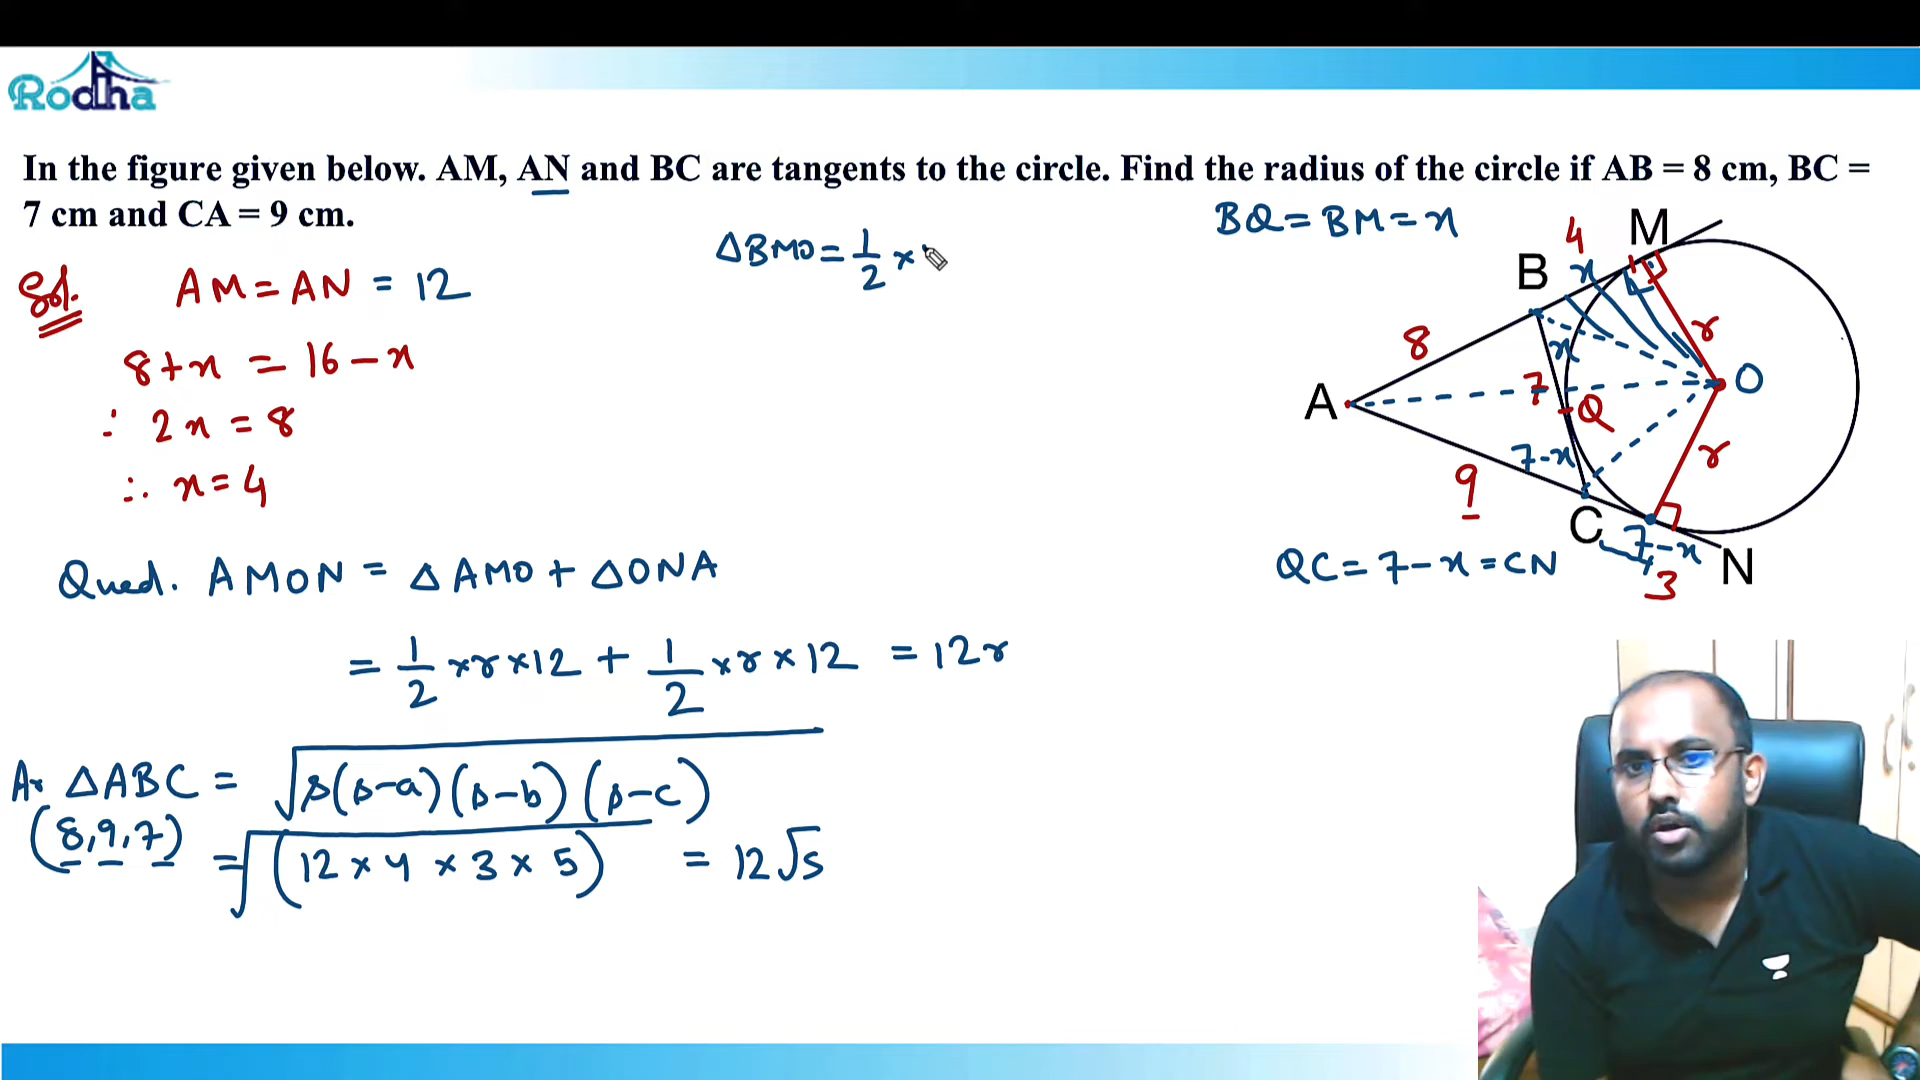 Rodha
In the figure given below. AM, AN and BC are tangents to the circle. Find the radius of the circle if AB = 8 cm, BC =
7 cm and CA = 9 cm.
Sol. AM = AN = 12
8+x = 16-x
∴ 2x = 8
∴ x = 4
ΔBMO = 1/2 ×
BQ = BM = x
Quad. AMON = ΔAMO + ΔONA
= 1/2 × r × 12 + 1/2 × r × 12 = 12r
Ar ΔABC = √s(s-a)(s-b)(s-c)
(8,9,7) = √(12 × 4 × 3 × 5) = 12√5
4
M
B
x
r
8
x
A
7
Q
O
7-x
r
9
C
7-x
N
3
QC = 7-x = CN